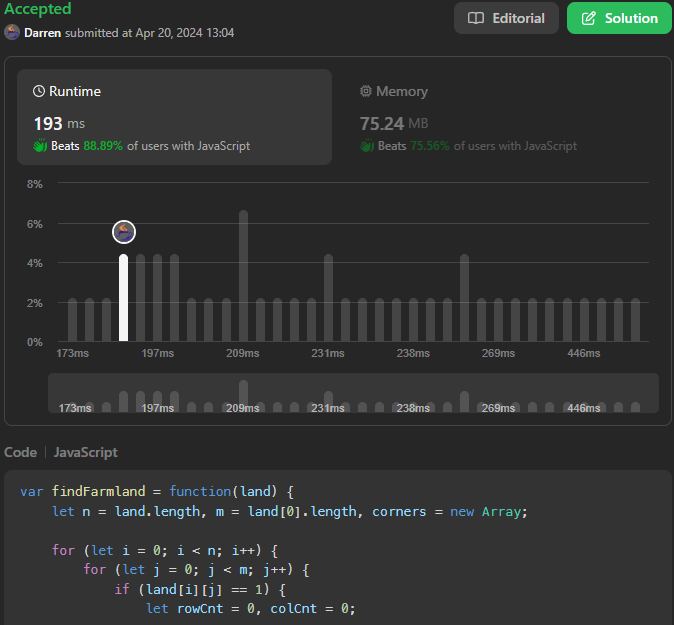 Accepted
Editorial
Solution
Darren submitted at Apr 20, 2024 13:04
Runtime
Memory
193 ms
75.24 MB
Beats 88.89% of users with JavaScript
Beats 75.56% of users with JavaScript
8%
6%
4%
2%
0%
173ms 197ms 209ms 231ms 238ms 269ms 446ms
173ms 197ms 209ms 231ms 238ms 269ms 446ms
Code | JavaScript
var findFarmland = function(land) {
    let n = land.length, m = land[0].length, corners = new Array;
    for (let i = 0; i < n; i++) {
        for (let j = 0; j < m; j++) {
            if (land[i][j] == 1) {
                let rowCnt = 0, colCnt = 0;